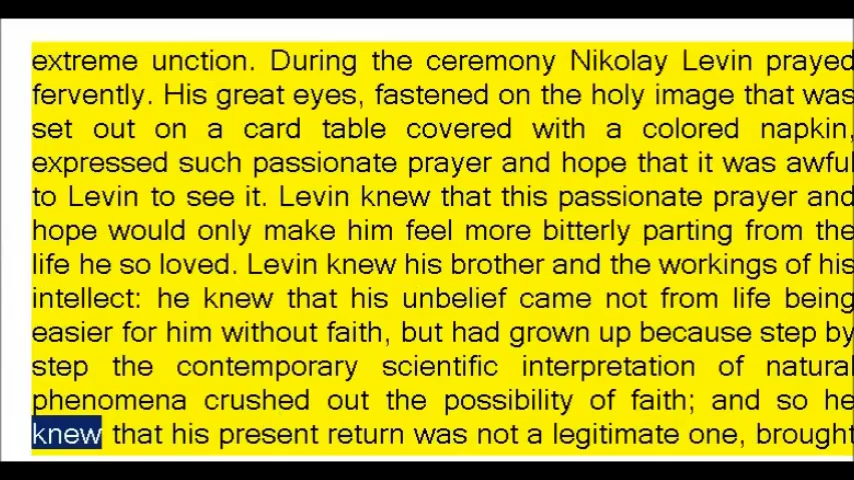 extreme unction. During the ceremony Nikolay Levin prayed
fervently. His great eyes, fastened on the holy image that was
set out on a card table covered with a colored napkin,
expressed such passionate prayer and hope that it was awful
to Levin to see it. Levin knew that this passionate prayer and
hope would only make him feel more bitterly parting from the
life he so loved. Levin knew his brother and the workings of his
intellect: he knew that his unbelief came not from life being
easier for him without faith, but had grown up because step by
step the contemporary scientific interpretation of natural
phenomena crushed out the possibility of faith; and so he
knew that his present return was not a legitimate one, brought